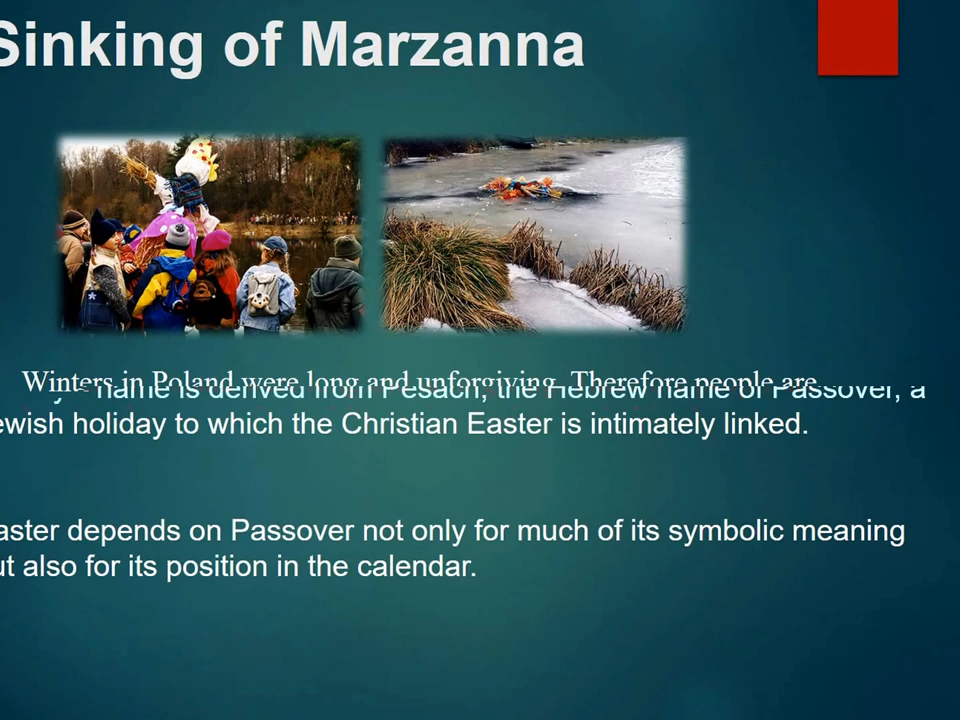 Sinking of Marzanna
Winters in Poland were long and unforgiving. Therefore people are
name is derived from Pesach, the Hebrew name of Passover, a
ewish holiday to which the Christian Easter is intimately linked.
aster depends on Passover not only for much of its symbolic meaning
ut also for its position in the calendar.